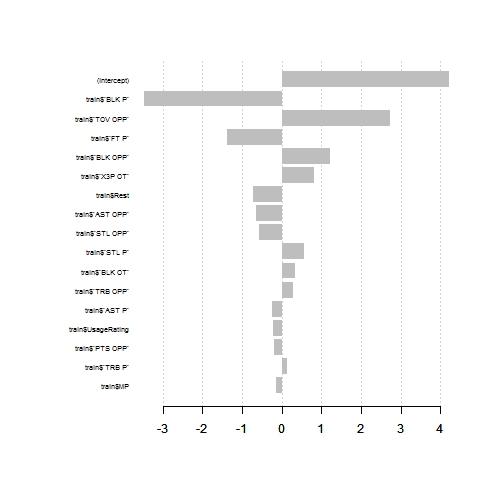 (Intercept)
train$`BLK P`
train$`TOV OPP`
train$`FT P`
train$`BLK OPP`
train$`X3P OT`
train$Rest
train$`AST OPP`
train$`STL OPP`
train$`STL P`
train$`BLK OT`
train$`TRB OPP`
train$`AST P`
train$UsageRating
train$`PTS OPP`
train$`TRB P`
train$MP
-3 -2 -1 0 1 2 3 4